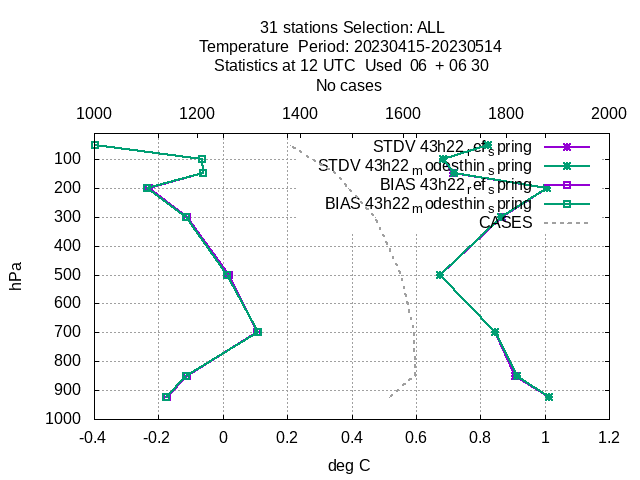 31 stations Selection: ALL
Temperature Period: 20230415-20230514
Statistics at 12 UTC Used 06 + 06 30
No cases
1000 1200 1400 1600 1800 2000
STDV 43h22_ref_spring
STDV 43h22_modesthin_spring
BIAS 43h22_ref_spring
BIAS 43h22_modesthin_spring
CASES
100
200
300
400
500
600
700
800
900
1000
hPa
-0.4 -0.2 0 0.2 0.4 0.6 0.8 1 1.2
deg C